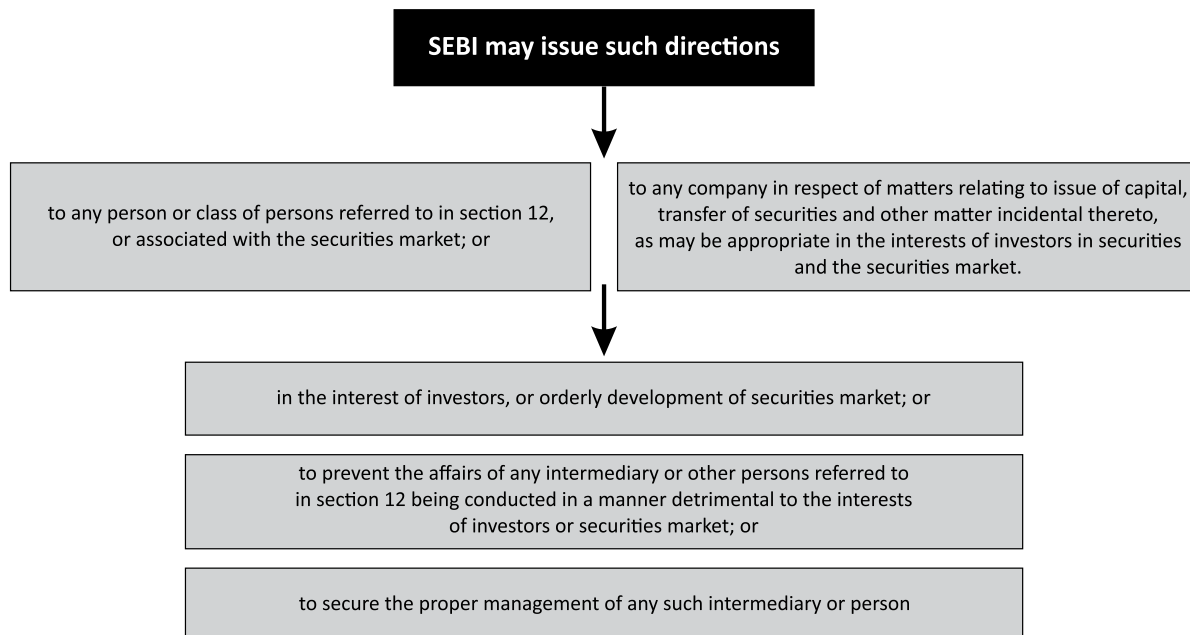 SEBI may issue such directions
to any person or class of persons referred to in section 12,
or associated with the securities market; or
to any company in respect of matters relating to issue of capital,
transfer of securities and other matter incidental thereto,
as may be appropriate in the interests of investors in securities
and the securities market.
in the interest of investors, or orderly development of securities market; or
to prevent the affairs of any intermediary or other persons referred to
in section 12 being conducted in a manner detrimental to the interests
of investors or securities market; or
to secure the proper management of any such intermediary or person